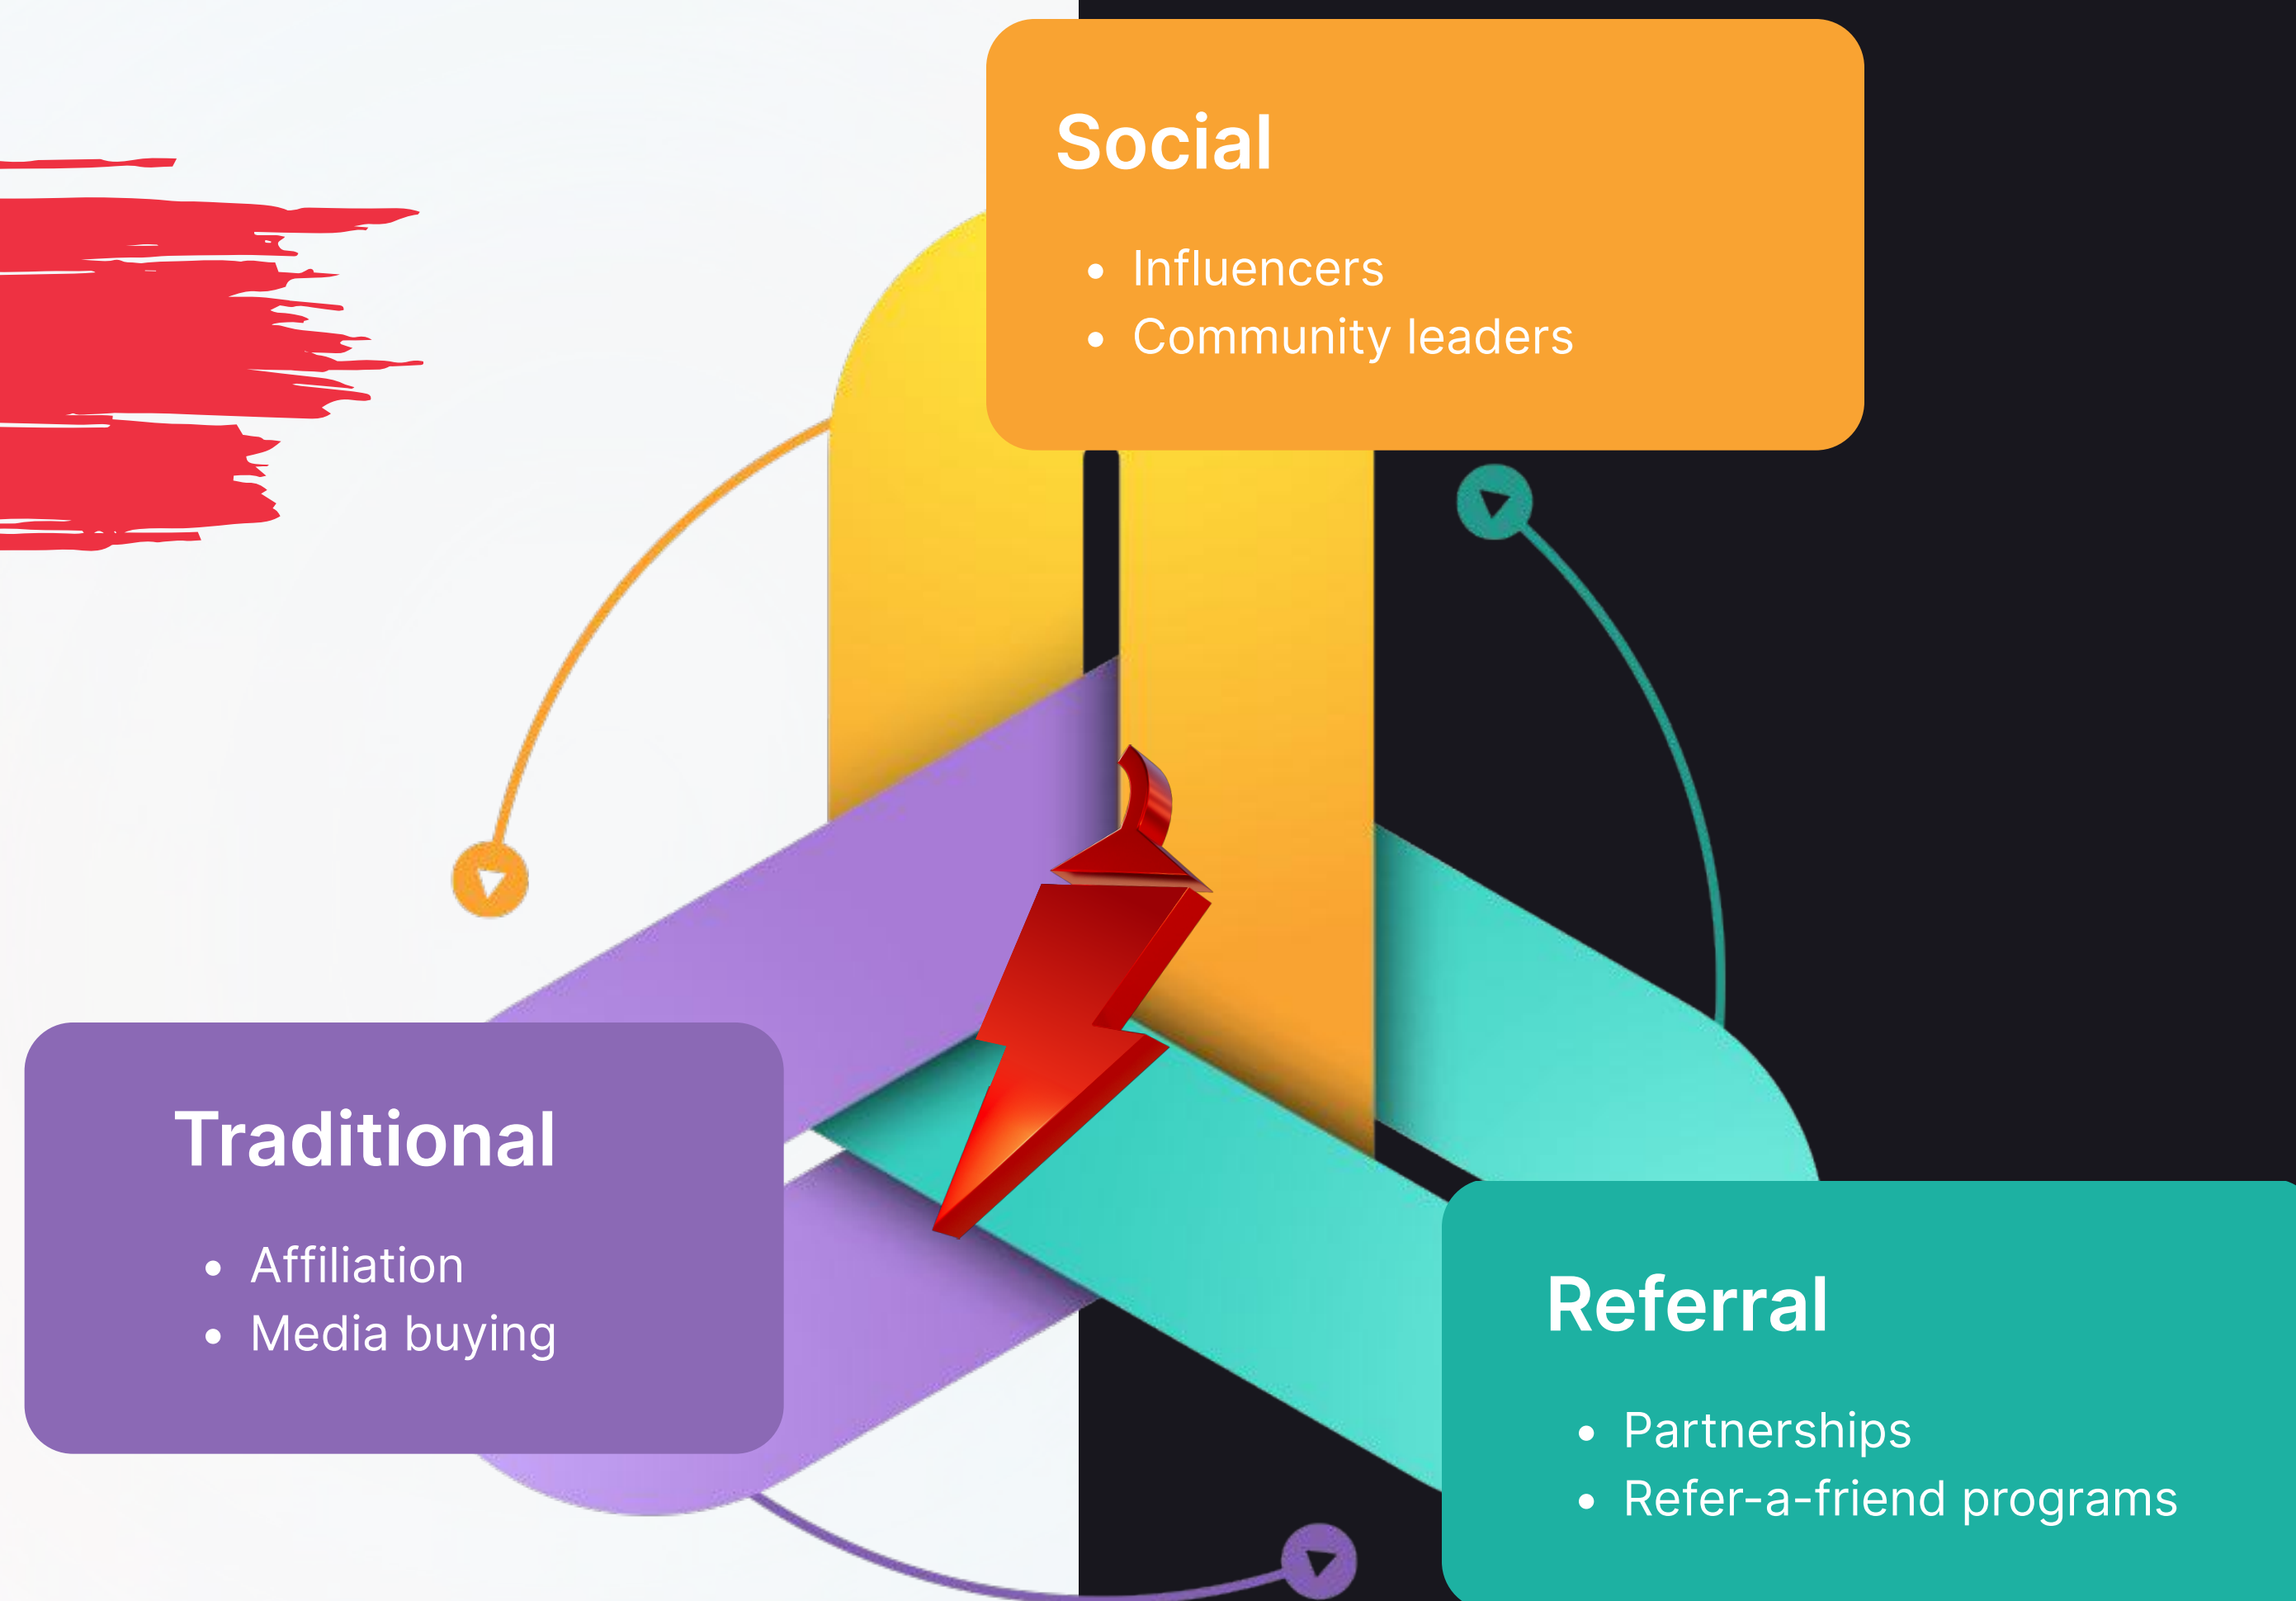 Social
• Influencers
• Community leaders
Traditional
• Affiliation
• Media buying
Referral
• Partnerships
• Refer-a-friend programs